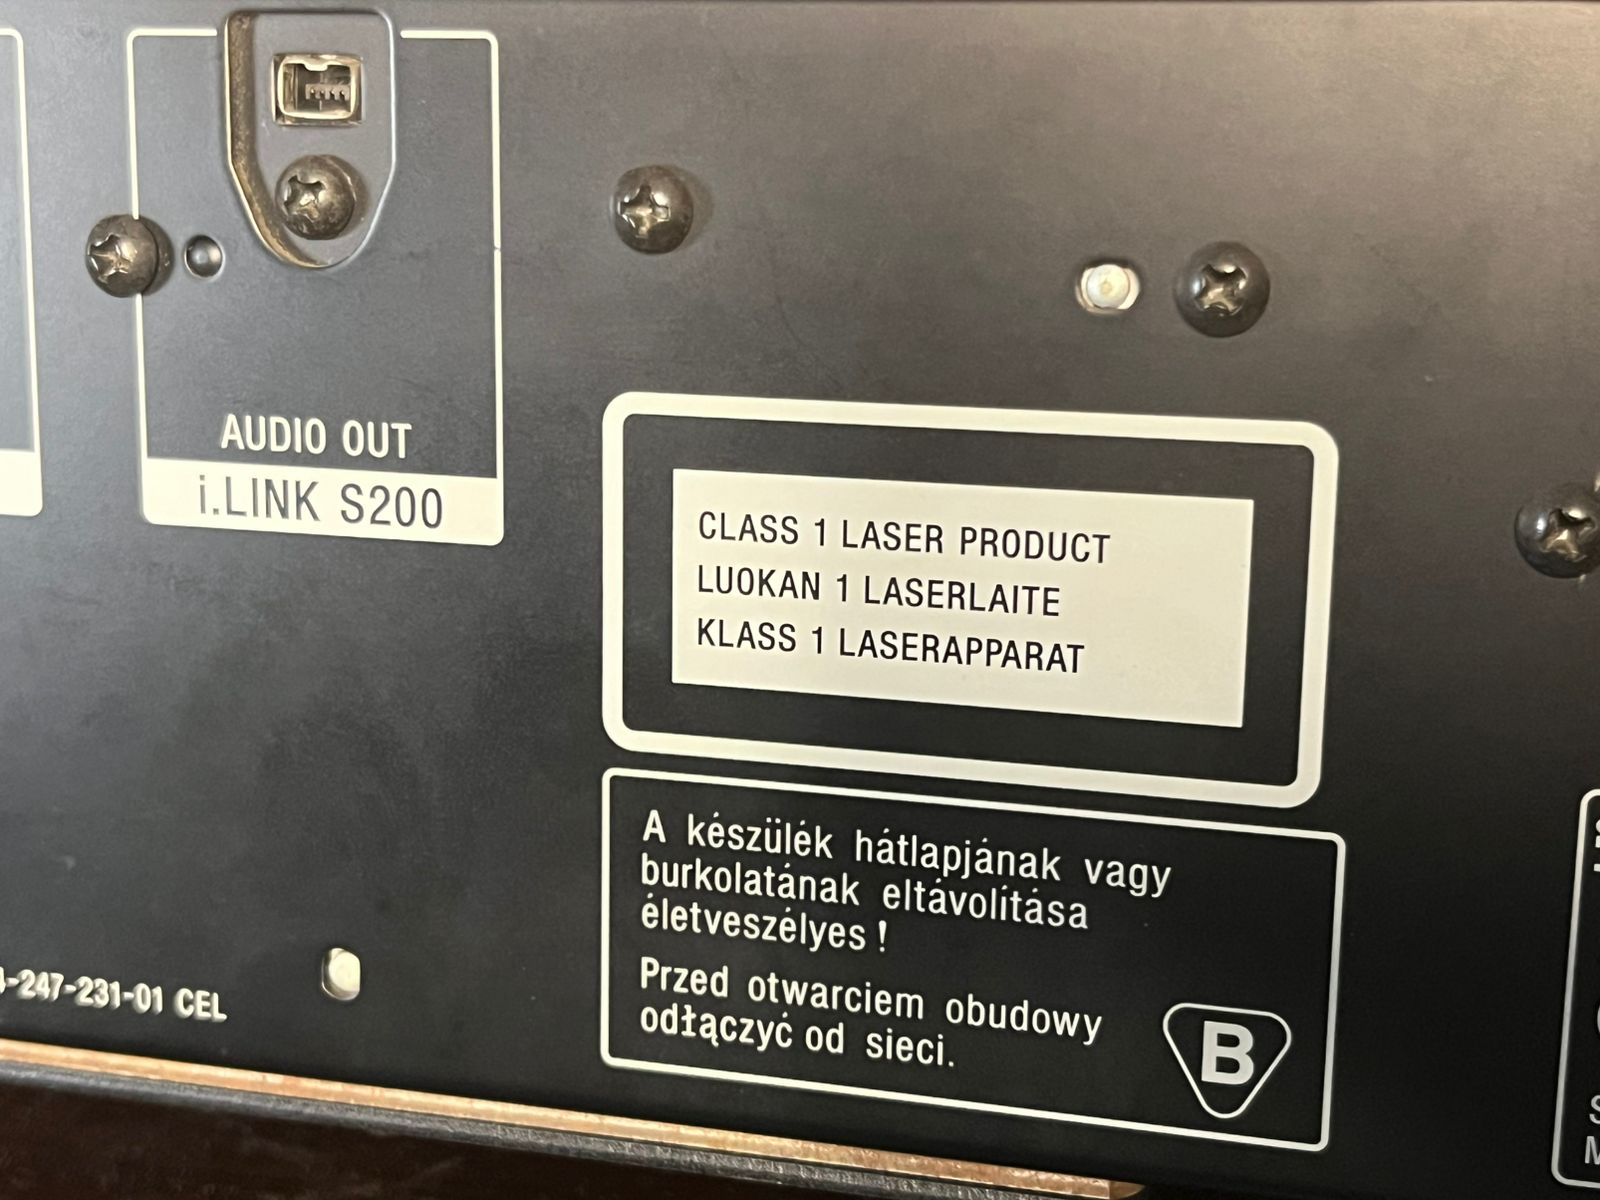 AUDIO OUT
i.LINK S200
CLASS 1 LASER PRODUCT
LUOKAN 1 LASERLAITE
KLASS 1 LASERAPPARAT
A készülék hátlapjának vagy
burkolatának eltávolítása
életveszélyes !
Przed otwarciem obudowy
odłączyć od sieci.
B
-247-231-01 CEL